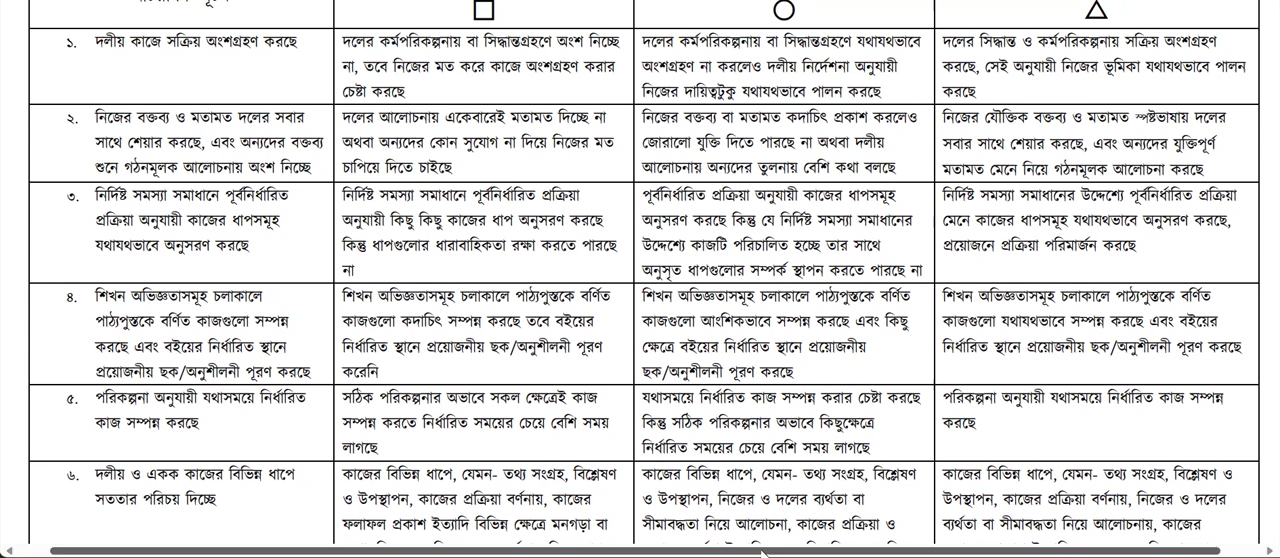 ১. দলীয় কাজে সক্রিয় অংশগ্রহণ করছে
দলের কর্মপরিকল্পনায় বা সিদ্ধান্তগ্রহণে অংশ নিচ্ছে
না, তবে নিজের মত করে কাজে অংশগ্রহণ করার
চেষ্টা করছে
দলের কর্মপরিকল্পনায় বা সিদ্ধান্তগ্রহণে যথাযথভাবে
অংশগ্রহণ না করলেও দলীয় নির্দেশনা অনুযায়ী
নিজের দায়িত্বটুকু যথাযথভাবে পালন করছে
দলের সিদ্ধান্ত ও কর্মপরিকল্পনায় সক্রিয় অংশগ্রহণ
করছে, সেই অনুযায়ী নিজের ভূমিকা যথাযথভাবে পালন
করছে
২. নিজের বক্তব্য ও মতামত দলের সবার
সাথে শেয়ার করছে, এবং অন্যদের বক্তব্য
শুনে গঠনমূলক আলোচনায় অংশ নিচ্ছে
দলের আলোচনায় একেবারেই মতামত দিচ্ছে না
অথবা অন্যদের কোন সুযোগ না দিয়ে নিজের মত
চাপিয়ে দিতে চাইছে
নিজের বক্তব্য বা মতামত কদাচিৎ প্রকাশ করলেও
জোরালো যুক্তি দিতে পারছে না অথবা দলীয়
আলোচনায় অন্যদের তুলনায় বেশি কথা বলছে
নিজের যৌক্তিক বক্তব্য ও মতামত স্পষ্টভাষায় দলের
সবার সাথে শেয়ার করছে, এবং অন্যদের যুক্তিপূর্ণ
মতামত মেনে নিয়ে গঠনমূলক আলোচনা করছে
৩. নির্দিষ্ট সমস্যা সমাধানে পূর্বনির্ধারিত
প্রক্রিয়া অনুযায়ী কাজের ধাপসমূহ
যথাযথভাবে অনুসরণ করছে
নির্দিষ্ট সমস্যা সমাধানে পূর্বনির্ধারিত প্রক্রিয়া
অনুযায়ী কিছু কিছু কাজের ধাপ অনুসরণ করছে
কিন্তু ধাপগুলোর ধারাবাহিকতা রক্ষা করতে পারছে
না
পূর্বনির্ধারিত প্রক্রিয়া অনুযায়ী কাজের ধাপসমূহ
অনুসরণ করছে কিন্তু যে নির্দিষ্ট সমস্যা সমাধানের
উদ্দেশ্যে কাজটি পরিচালিত হচ্ছে তার সাথে
অনুসৃত ধাপগুলোর সম্পর্ক স্থাপন করতে পারছে না
নির্দিষ্ট সমস্যা সমাধানের উদ্দেশ্যে পূর্বনির্ধারিত প্রক্রিয়া
মেনে কাজের ধাপসমূহ যথাযথভাবে অনুসরণ করছে,
প্রয়োজনে প্রক্রিয়া পরিমার্জন করছে
৪. শিখন অভিজ্ঞতাসমূহ চলাকালে
পাঠ্যপুস্তকে বর্ণিত কাজগুলো সম্পন্ন
করছে এবং বইয়ের নির্ধারিত স্থানে
প্রয়োজনীয় ছক/অনুশীলনী পূরণ করছে
শিখন অভিজ্ঞতাসমূহ চলাকালে পাঠ্যপুস্তকে বর্ণিত
কাজগুলো কদাচিৎ সম্পন্ন করছে তবে বইয়ের
নির্ধারিত স্থানে প্রয়োজনীয় ছক/অনুশীলনী পূরণ
করেনি
শিখন অভিজ্ঞতাসমূহ চলাকালে পাঠ্যপুস্তকে বর্ণিত
কাজগুলো আংশিকভাবে সম্পন্ন করছে এবং কিছু
ক্ষেত্রে বইয়ের নির্ধারিত স্থানে প্রয়োজনীয়
ছক/অনুশীলনী পূরণ করছে
শিখন অভিজ্ঞতাসমূহ চলাকালে পাঠ্যপুস্তকে বর্ণিত
কাজগুলো যথাযথভাবে সম্পন্ন করছে এবং বইয়ের
নির্ধারিত স্থানে প্রয়োজনীয় ছক/অনুশীলনী পূরণ করছে
৫. পরিকল্পনা অনুযায়ী যথাসময়ে নির্ধারিত
কাজ সম্পন্ন করছে
সঠিক পরিকল্পনার অভাবে সকল ক্ষেত্রেই কাজ
সম্পন্ন করতে নির্ধারিত সময়ের চেয়ে বেশি সময়
লাগছে
যথাসময়ে নির্ধারিত কাজ সম্পন্ন করার চেষ্টা করছে
কিন্তু সঠিক পরিকল্পনার অভাবে কিছুক্ষেত্রে
নির্ধারিত সময়ের চেয়ে বেশি সময় লাগছে
পরিকল্পনা অনুযায়ী যথাসময়ে নির্ধারিত কাজ সম্পন্ন
করছে
৬. দলীয় ও একক কাজের বিভিন্ন ধাপে
সততার পরিচয় দিচ্ছে
কাজের বিভিন্ন ধাপে, যেমন- তথ্য সংগ্রহ, বিশ্লেষণ
ও উপস্থাপন, কাজের প্রক্রিয়া বর্ণনায়, কাজের
ফলাফল প্রকাশ ইত্যাদি বিভিন্ন ক্ষেত্রে মনগড়া বা
কাজের বিভিন্ন ধাপে, যেমন- তথ্য সংগ্রহ, বিশ্লেষণ
ও উপস্থাপন, নিজের ও দলের ব্যর্থতা বা
সীমাবদ্ধতা নিয়ে আলোচনা, কাজের প্রক্রিয়া ও
কাজের বিভিন্ন ধাপে, যেমন- তথ্য সংগ্রহ, বিশ্লেষণ ও
উপস্থাপন, কাজের প্রক্রিয়া বর্ণনায়, নিজের ও দলের
ব্যর্থতা বা সীমাবদ্ধতা নিয়ে আলোচনায়, কাজের